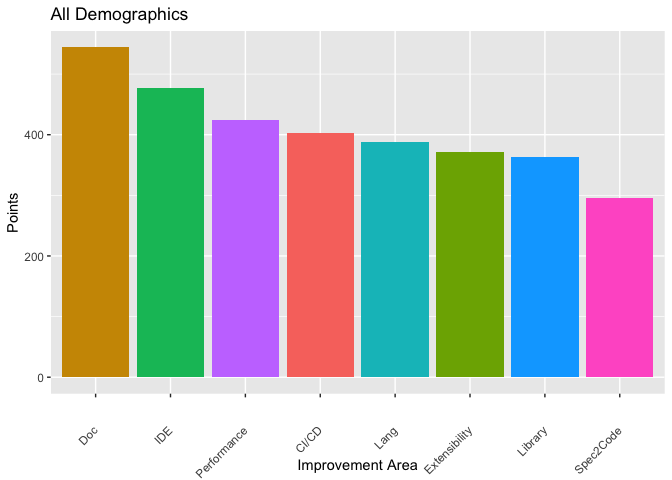 All Demographics
Points
400
200
0
Doc
IDE
Performance
CI/CD
Lang
Extensibility
Library
Spec2Code
Improvement Area